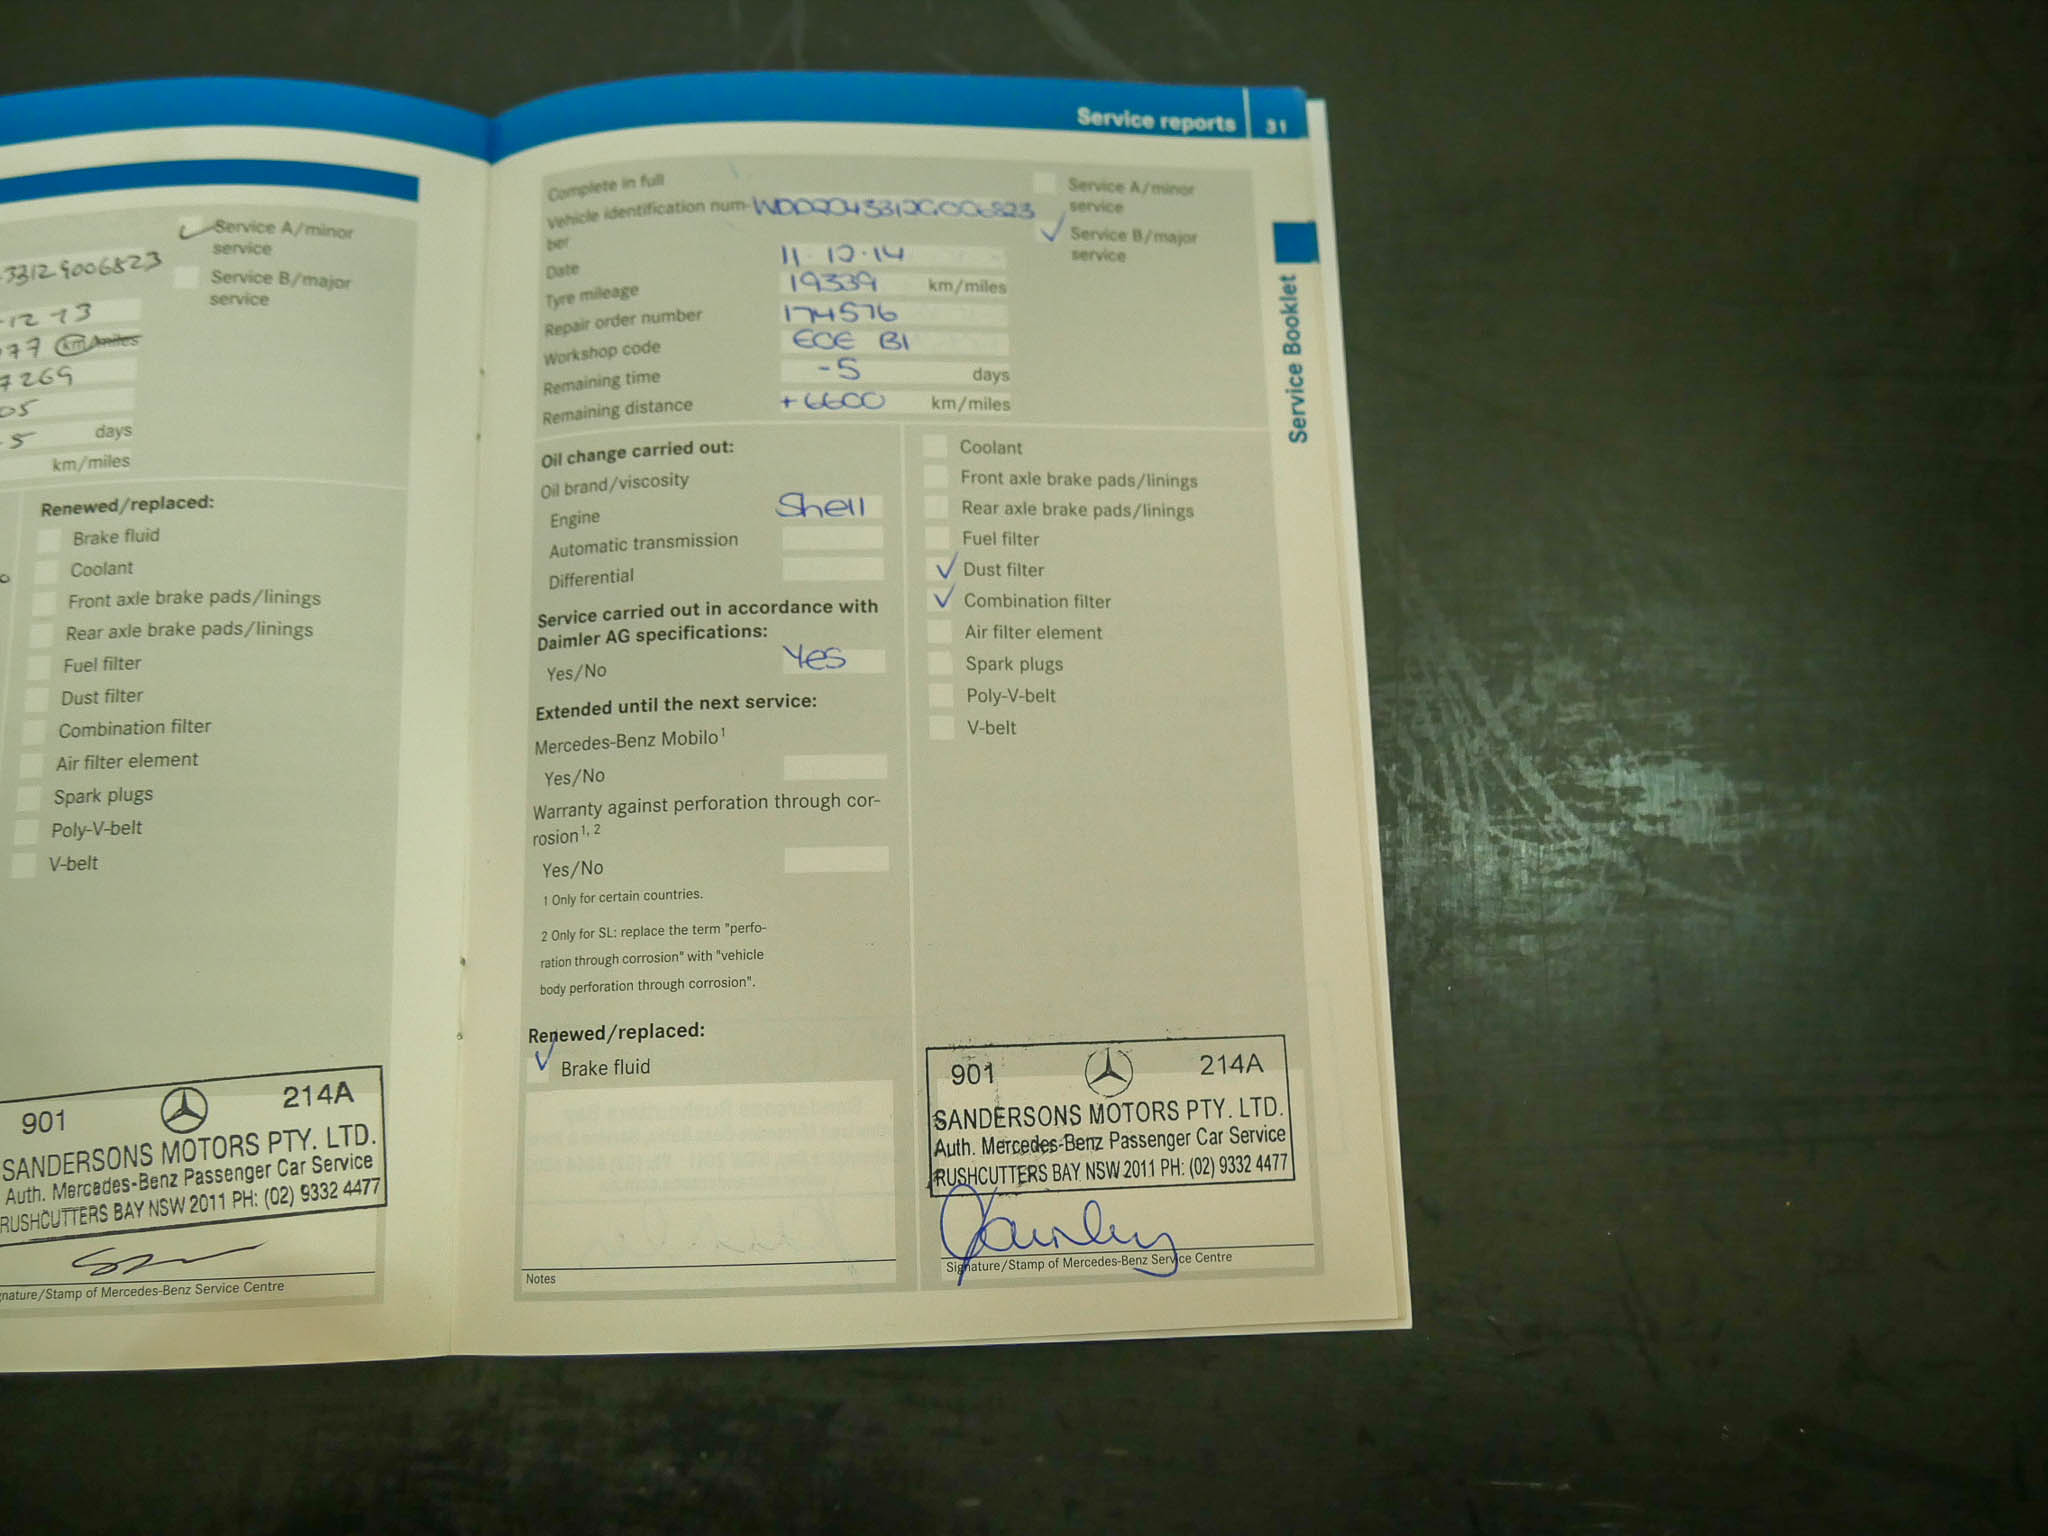 Service A/minor
service
33129006823
Service B/major
service
-12 13
77 km/miles
7269
05
-5 days
km/miles
Renewed/replaced:
Brake fluid
Coolant
Front axle brake pads/linings
Rear axle brake pads/linings
Fuel filter
Dust filter
Combination filter
Air filter element
Spark plugs
Poly-V-belt
V-belt
901 214A
SANDERSONS MOTORS PTY. LTD.
Auth. Mercedes-Benz Passenger Car Service
RUSHCUTTERS BAY NSW 2011 PH: (02) 9332 4477
gnature/Stamp of Mercedes-Benz Service Centre
Service reports 31
Service Booklet
Complete in full
Vehicle identification num-
ber
Service A/minor
service
Service B/major
service
Date
Tyre mileage 19339 km/miles
Repair order number 174576
Workshop code ECE B1
Remaining time -5 days
Remaining distance +6600 km/miles
Oil change carried out:
Oil brand/viscosity
Engine Shell
Automatic transmission
Differential
Service carried out in accordance with
Daimler AG specifications:
Yes/No Yes
Extended until the next service:
Mercedes-Benz Mobilo1
Yes/No
Warranty against perforation through cor-
rosion1, 2
Yes/No
1 Only for certain countries.
2 Only for SL: replace the term "perfo-
ration through corrosion" with "vehicle
body perforation through corrosion".
Renewed/replaced:
Brake fluid
Notes
Coolant
Front axle brake pads/linings
Rear axle brake pads/linings
Fuel filter
Dust filter
Combination filter
Air filter element
Spark plugs
Poly-V-belt
V-belt
901 214A
SANDERSONS MOTORS PTY. LTD.
Auth. Mercedes-Benz Passenger Car Service
RUSHCUTTERS BAY NSW 2011 PH: (02) 9332 4477
Signature/Stamp of Mercedes-Benz Service Centre